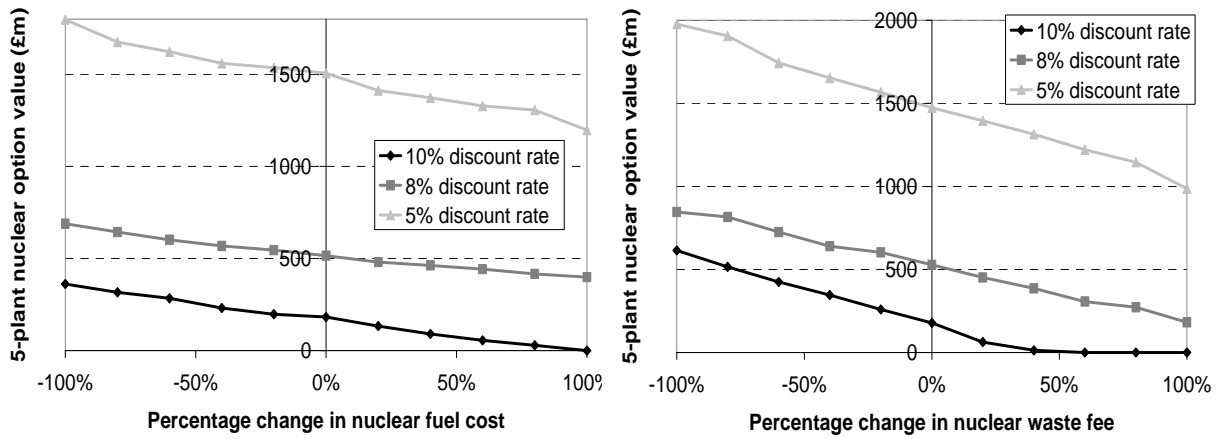 5-plant nuclear option value (£m)
1500
1000
500
0
10% discount rate
8% discount rate
5% discount rate
-100%
-50%
0%
50%
100%
Percentage change in nuclear fuel cost
5-plant nuclear option value (£m)
2000
1500
1000
500
0
10% discount rate
8% discount rate
5% discount rate
-100%
-50%
0%
50%
100%
Percentage change in nuclear waste fee